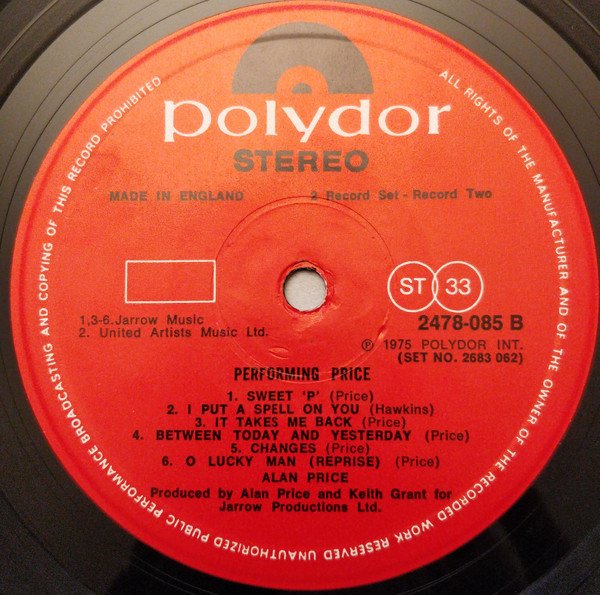 polydor
STEREO
MADE IN ENGLAND
2 Record Set - Record Two
ST 33
1,3-6. Jarrow Music
2. United Artists Music Ltd.
2478-085 B
Ⓟ 1975 POLYDOR INT.
(SET NO. 2683 062)
PERFORMING PRICE
1. SWEET 'P' (Price)
2. I PUT A SPELL ON YOU (Hawkins)
3. IT TAKES ME BACK (Price)
4. BETWEEN TODAY AND YESTERDAY (Price)
5. CHANGES (Price)
6. O LUCKY MAN (REPRISE) (Price)
ALAN PRICE
Produced by Alan Price and Keith Grant for
Jarrow Productions Ltd.
ALL RIGHTS OF THE MANUFACTURER AND OF THE OWNER OF THE RECORDED WORK RESERVED UNAUTHORIZED PUBLIC PERFORMANCE BROADCASTING AND COPYING OF THIS RECORD PROHIBITED